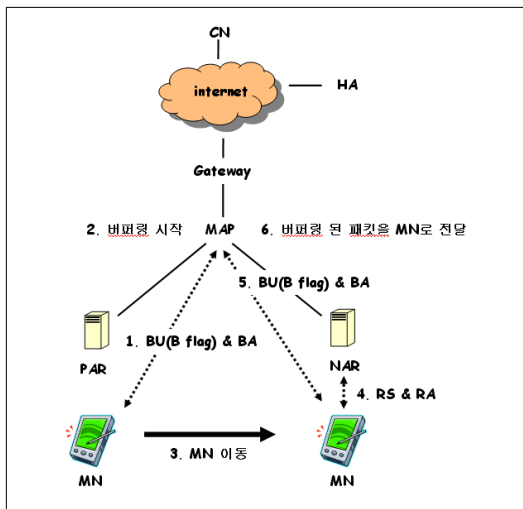 CN
internet
HA
Gateway
2. 버퍼링 시작
MAP
6. 버퍼링 된 패킷을 MN로 전달
5. BU(B flag) & BA
1. BU(B flag) & BA
PAR
NAR
4. RS & RA
3. MN 이동
MN
MN